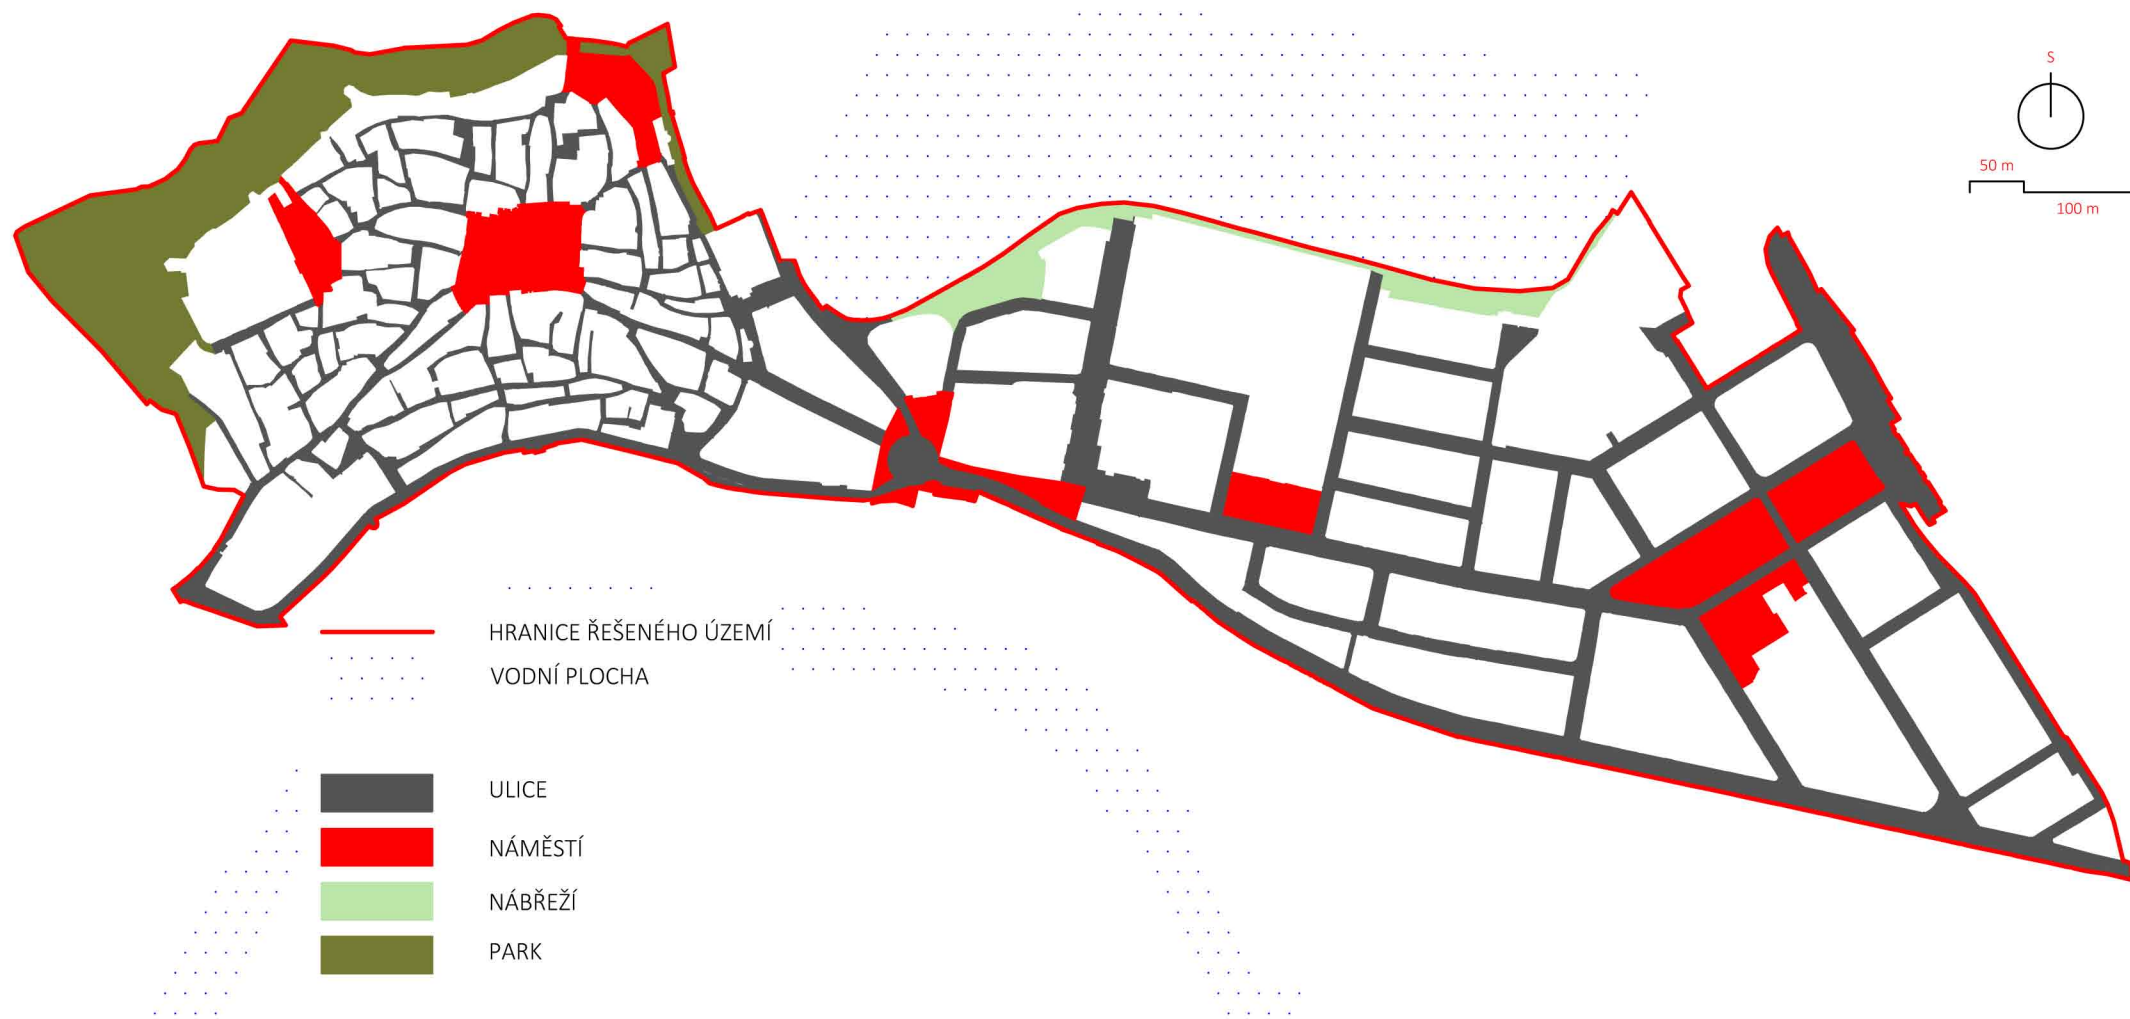 S
50 m
100 m
HRANICE ŘEŠENÉHO ÚZEMÍ
VODNÍ PLOCHA
ULICE
NÁMĚSTÍ
NÁBŘEŽÍ
PARK